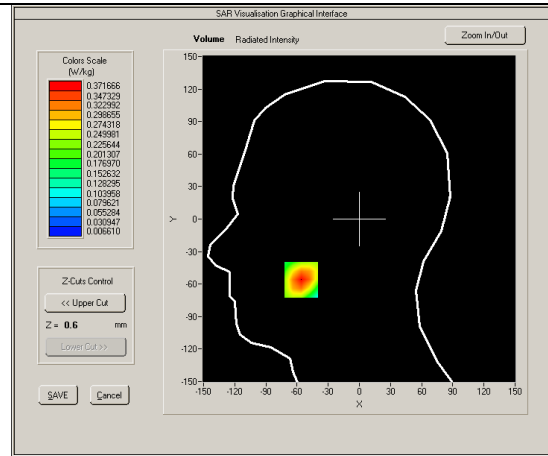 SAR Visualisation Graphical Interface
Volume Radiated Intensity
Zoom In/Out
Colors Scale
(W/kg)
0.371666
0.347329
0.322992
0.298655
0.274318
0.249981
0.225644
0.201307
0.176970
0.152632
0.128295
0.103958
0.079621
0.055284
0.030947
0.006610
Z-Cuts Control
<< Upper Cut
Z = 0.6 mm
Lower Cut >>
SAVE Cancel
150
120
90
60
30
0
-30
-60
-90
-120
-150
Y
-150 -120 -90 -60 -30 0 30 60 90 120 150
X